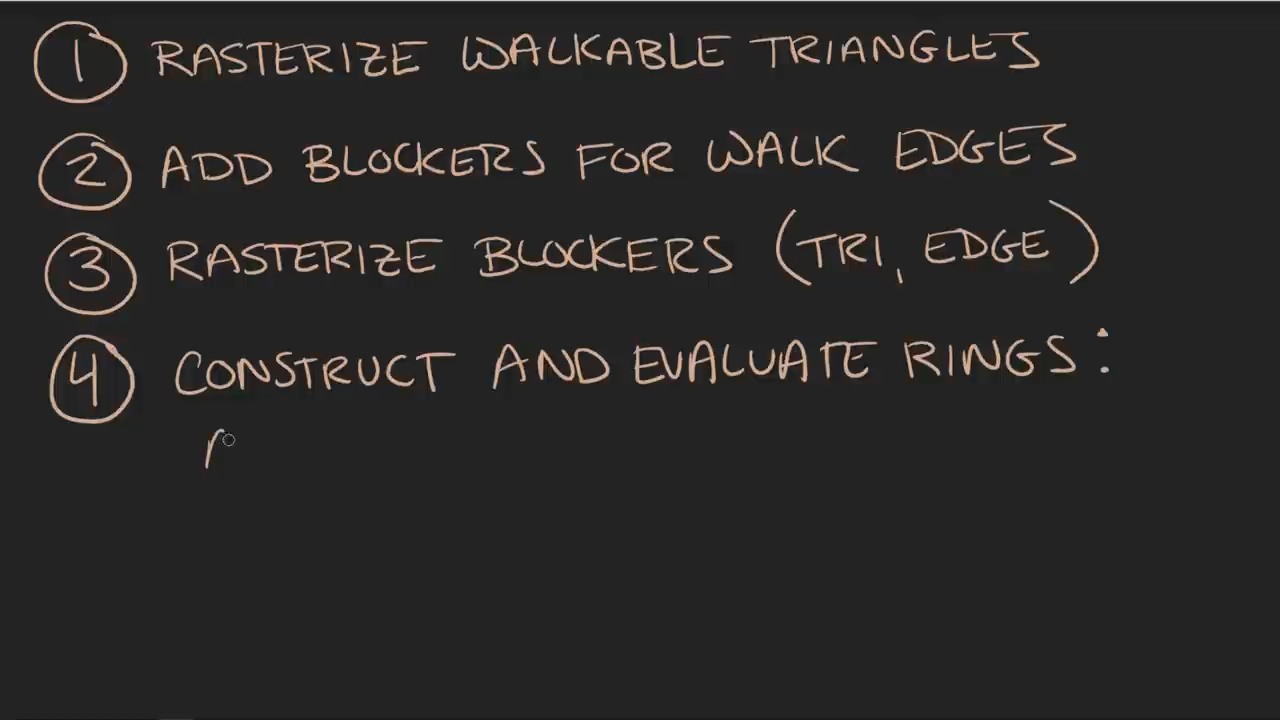 1 RASTERIZE WALKABLE TRIANGLES
2 ADD BLOCKERS FOR WALK EDGES
3 RASTERIZE BLOCKERS (TRI, EDGE)
4 CONSTRUCT AND EVALUATE RINGS: